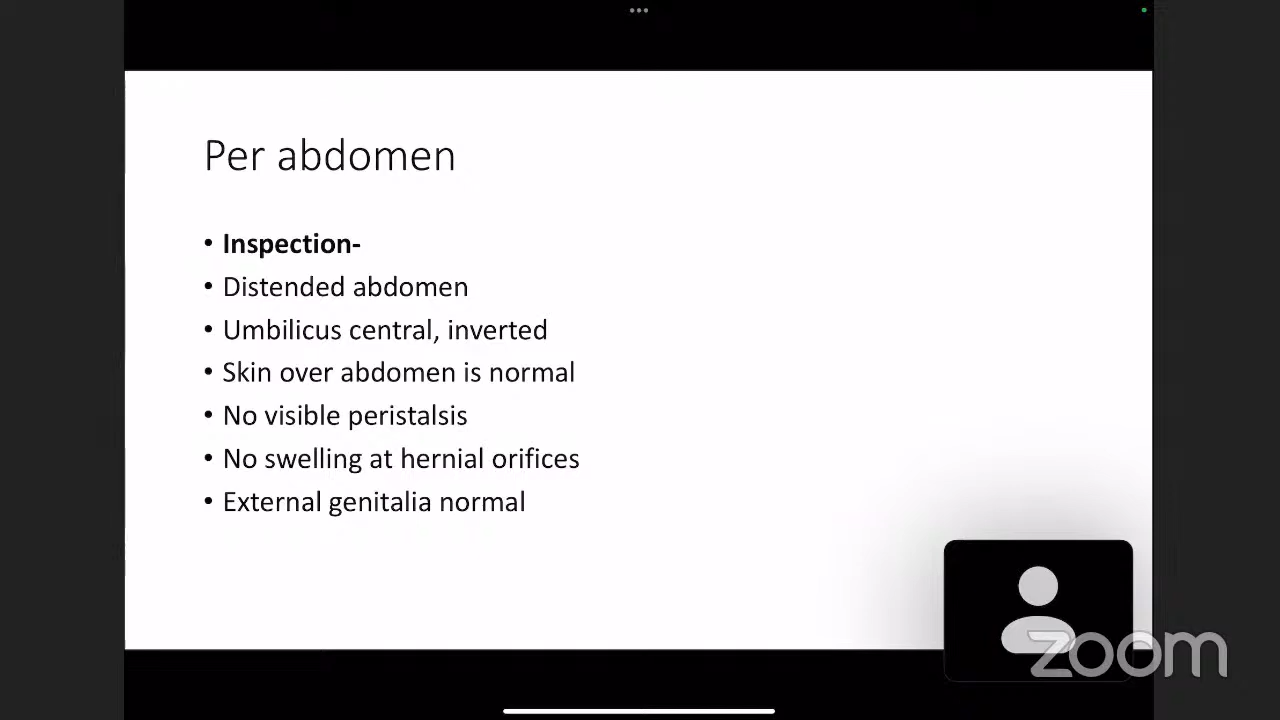 Per abdomen
• Inspection-
• Distended abdomen
• Umbilicus central, inverted
• Skin over abdomen is normal
• No visible peristalsis
• No swelling at hernial orifices
• External genitalia normal
zoom